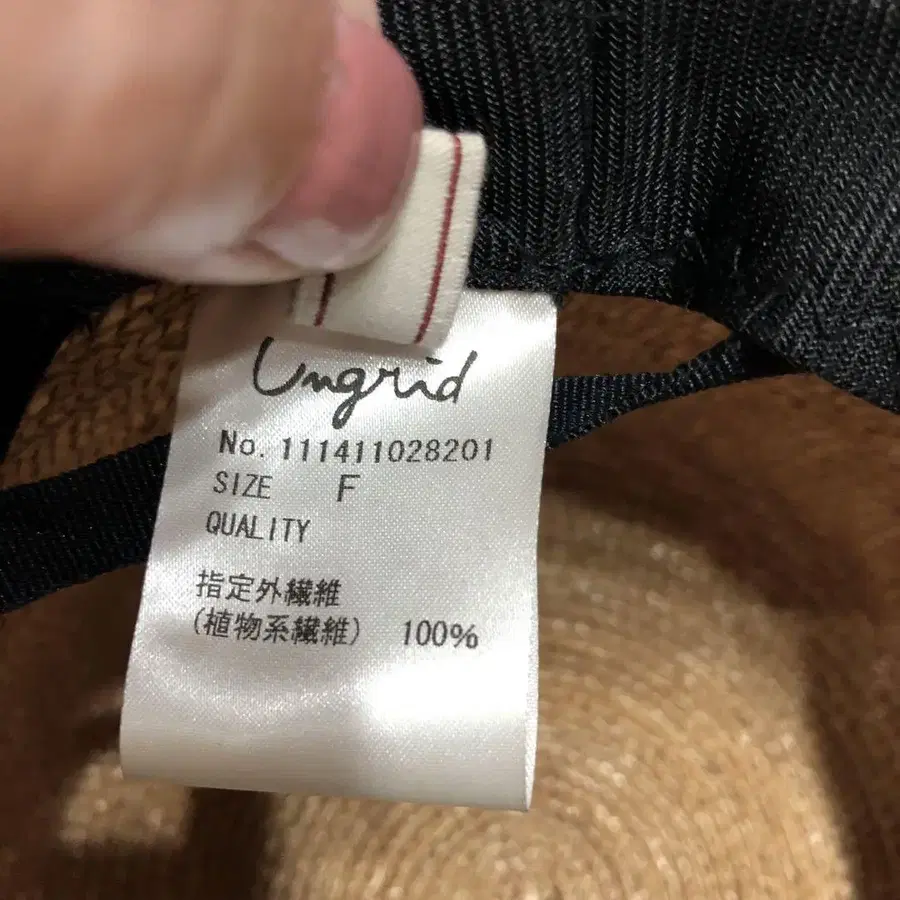 Ungrid
No. 111411028201
SIZE F
QUALITY
指定外繊維
(植物系繊維) 100%